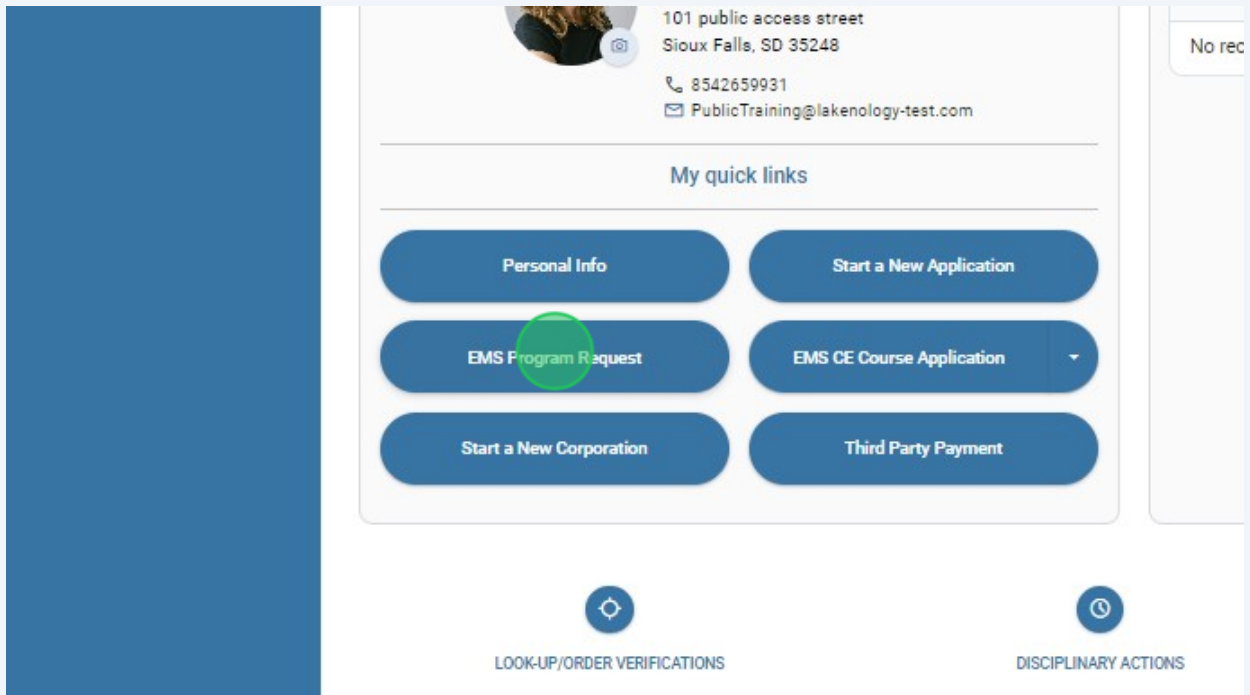 101 public access street
Sioux Falls, SD 35248
8542659931
PublicTraining@lakenology-test.com
No rec
My quick links
Personal Info
Start a New Application
EMS Program Request
EMS CE Course Application
Start a New Corporation
Third Party Payment
LOOK-UP/ORDER VERIFICATIONS
DISCIPLINARY ACTIONS